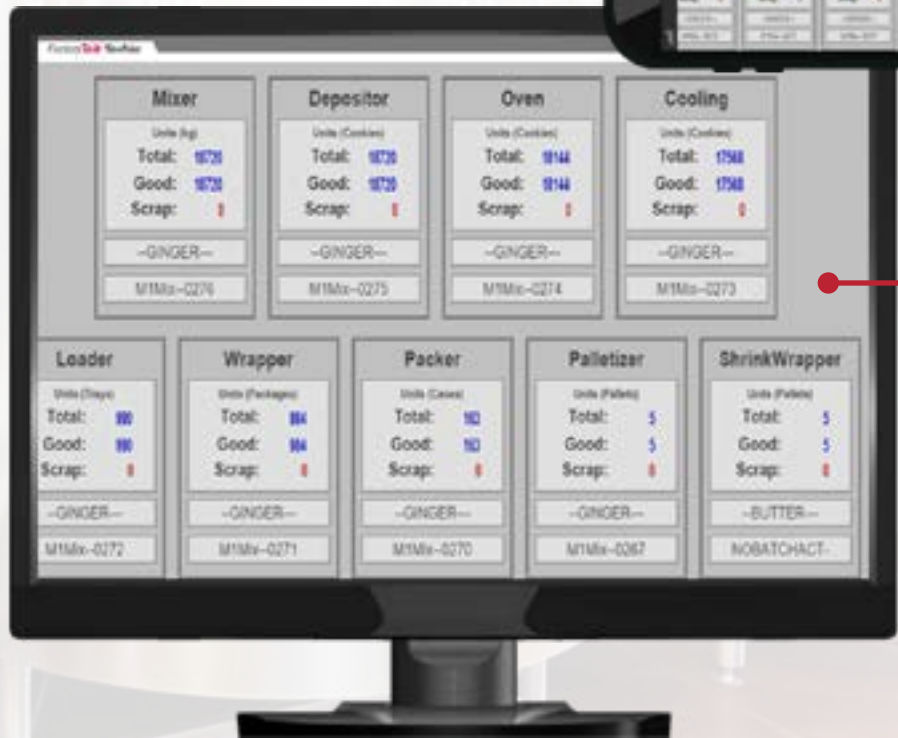 Mixer
Units (kg)
Total: 18720
Good: 18720
Scrap: 0
--GINGER--
M1Mix--0276
Depositor
Units (Cookies)
Total: 18720
Good: 18720
Scrap: 0
--GINGER--
M1Mix--0275
Oven
Units (Cookies)
Total: 18144
Good: 18144
Scrap: 0
--GINGER--
M1Mix--0274
Cooling
Units (Cookies)
Total: 17568
Good: 17568
Scrap: 0
--GINGER--
M1Mix--0273
Loader
Units (Trays)
Total: 990
Good: 990
Scrap: 0
--GINGER--
M1Mix--0272
Wrapper
Units (Packages)
Total: 984
Good: 984
Scrap: 0
--GINGER--
M1Mix--0271
Packer
Units (Cases)
Total: 163
Good: 163
Scrap: 0
--GINGER--
M1Mix--0270
Palletizer
Units (Pallets)
Total: 5
Good: 5
Scrap: 0
--GINGER--
M1Mix--0267
ShrinkWrapper
Units (Pallets)
Total: 5
Good: 5
Scrap: 0
--BUTTER--
NOBATCHACT-